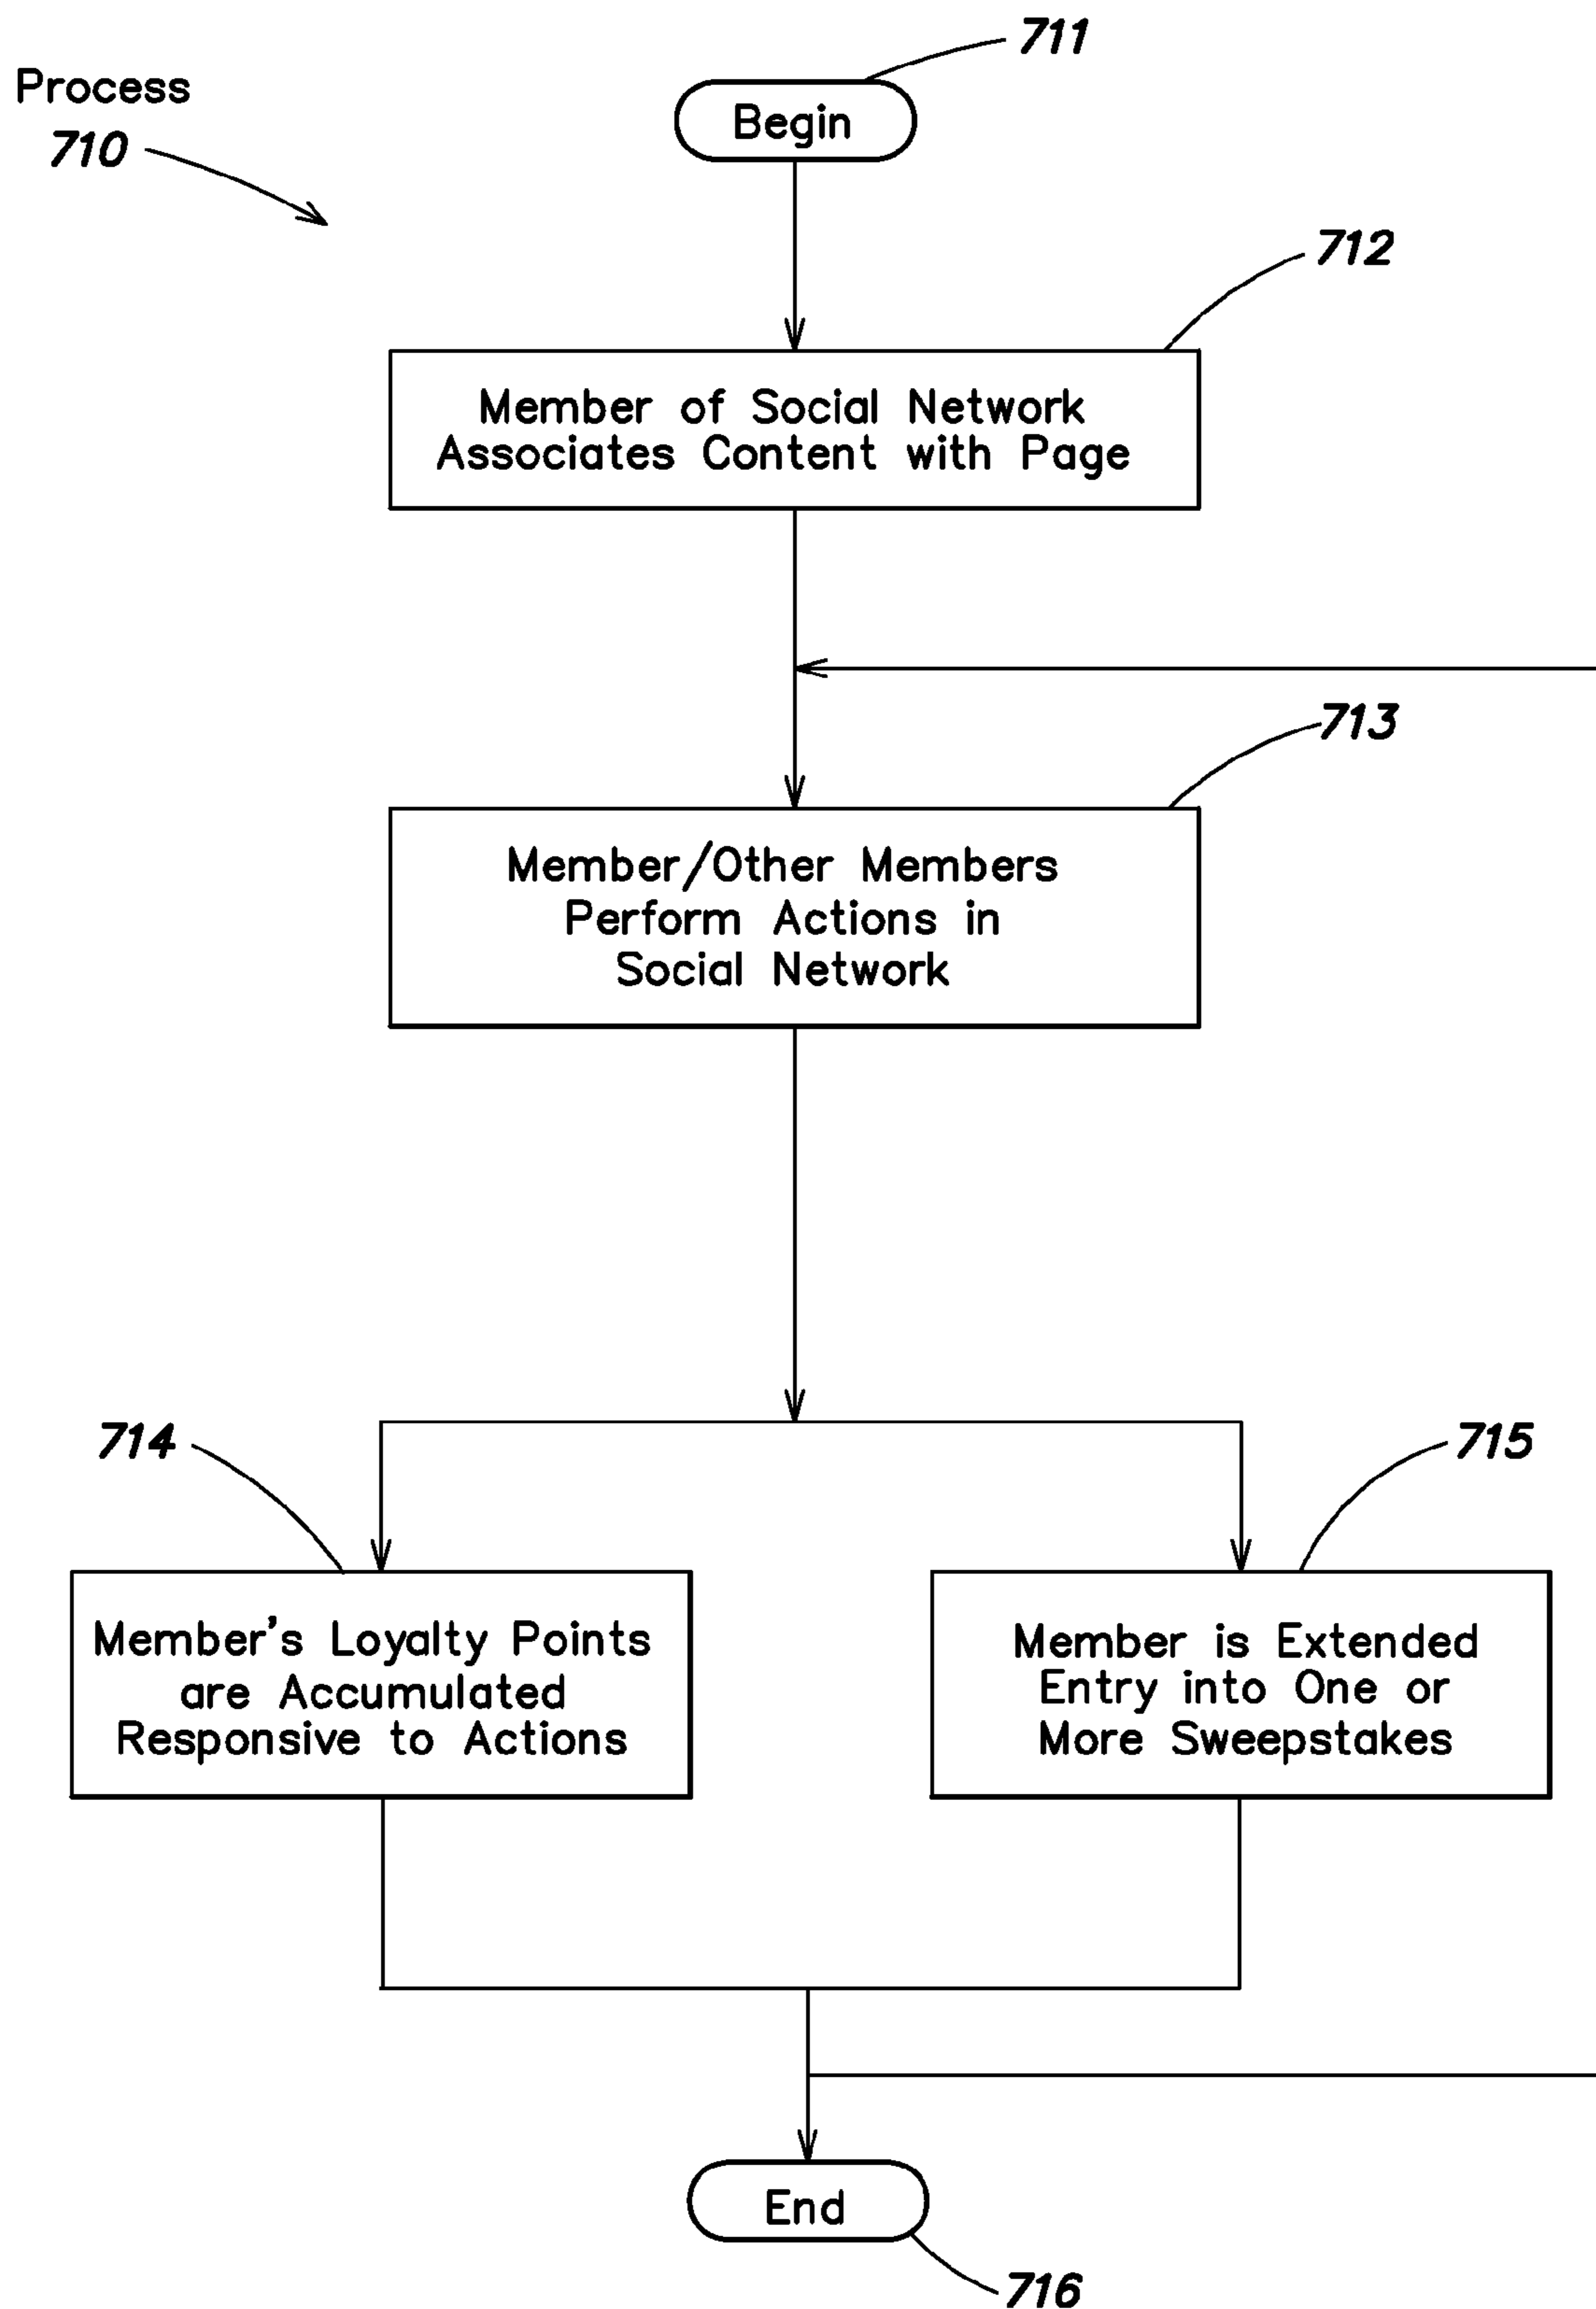 711
Process
710
Begin
712
Member of Social Network
Associates Content with Page
713
Member/Other Members
Perform Actions in
Social Network
714
715
Member's Loyalty Points
are Accumulated
Responsive to Actions
Member is Extended
Entry into One or
More Sweepstakes
End
716